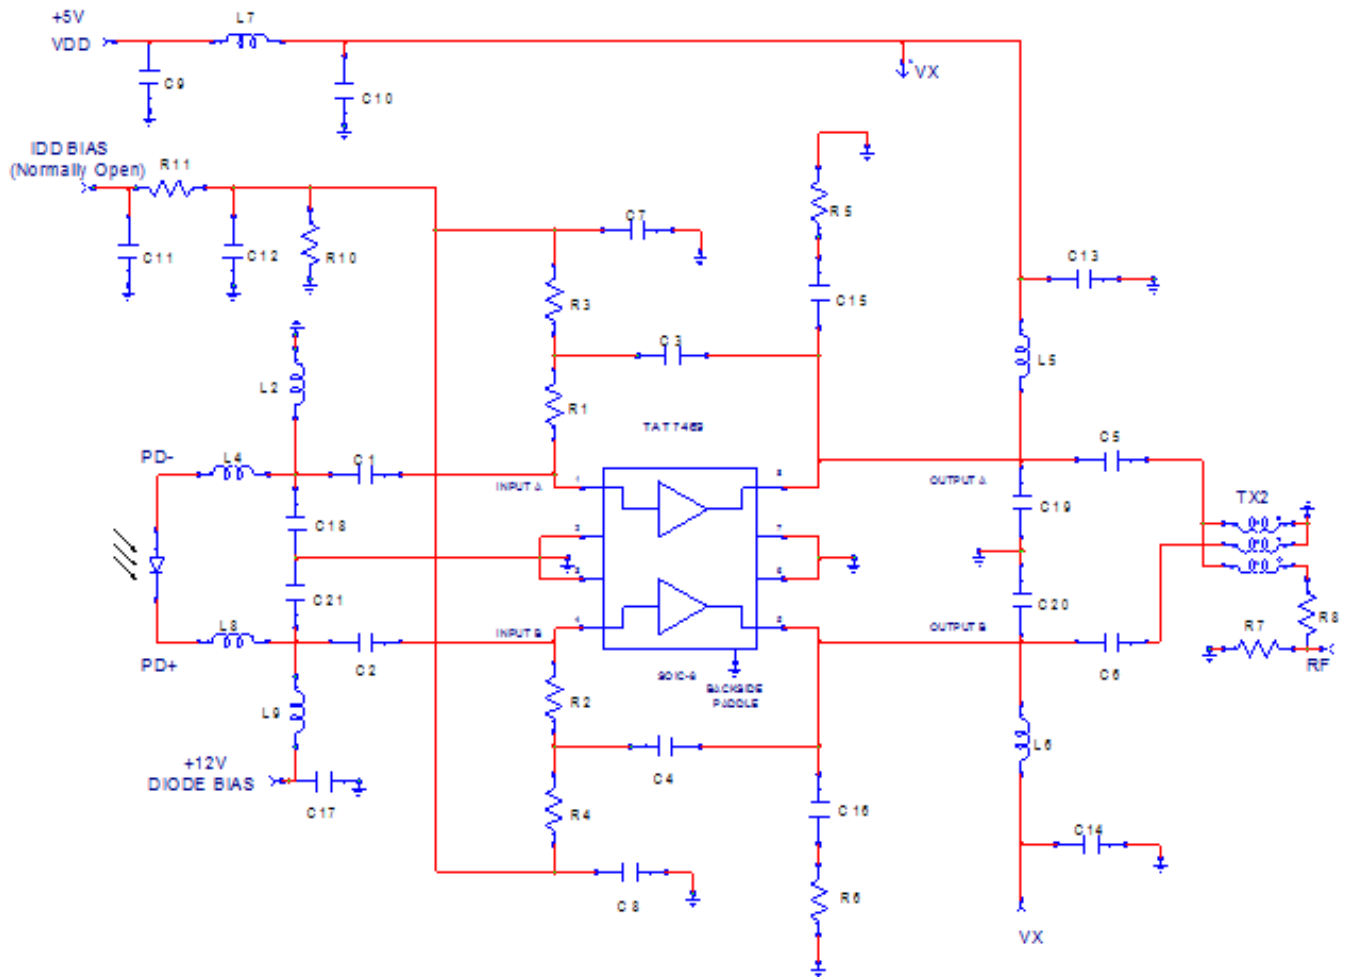 +5V
VDD
L7
C9
C10
VX
IDD BIAS
(Normally Open)
R11
C11
C12
R10
C7
R5
C13
R3
C15
C3
L5
L2
R1
TAT7469
PD-
L4
C1
C5
INPUT A
OUTPUT A
1
8
TX2
C18
C19
2
7
3
6
C21
C20
L8
INPUT B
OUTPUT B
4
5
R8
R7
PD+
C2
C6
RF
SOIC-8
BACKSIDE
PADDLE
R2
L9
L6
+12V
DIODE BIAS
C4
C17
R4
C16
C14
C8
R6
VX